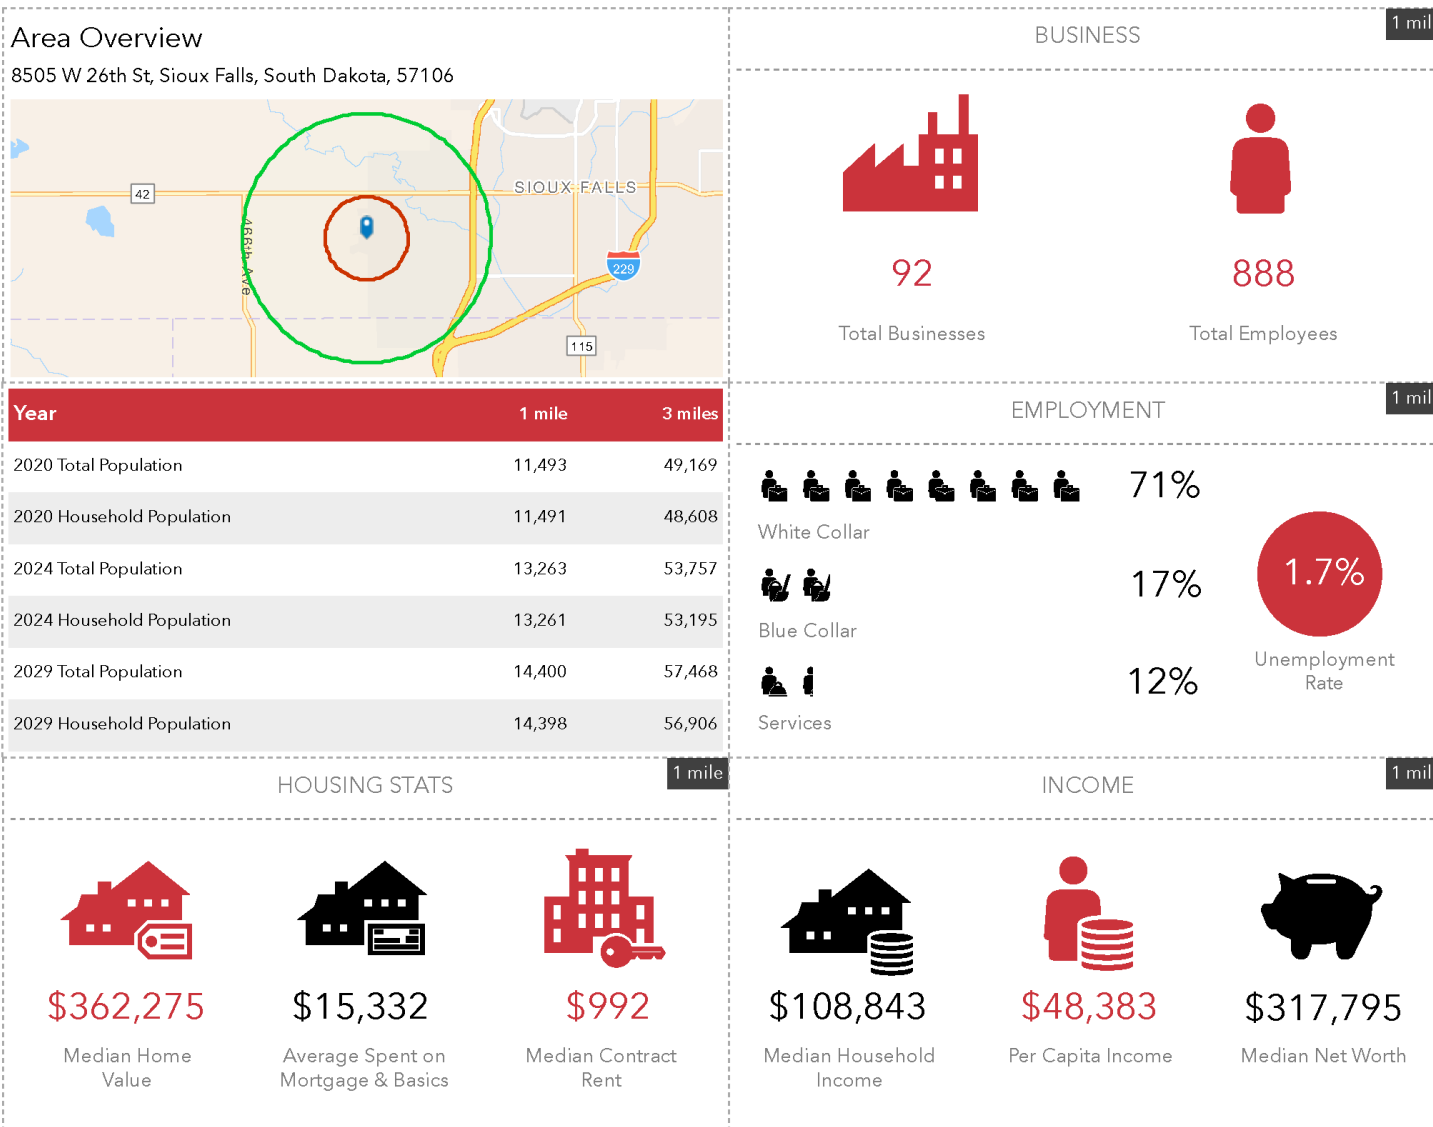 Area Overview
8505 W 26th St, Sioux Falls, South Dakota, 57106
42
SIOUX FALLS
466th Ave
229
115
Year 1 mile 3 miles
2020 Total Population 11,493 49,169
2020 Household Population 11,491 48,608
2024 Total Population 13,263 53,757
2024 Household Population 13,261 53,195
2029 Total Population 14,400 57,468
2029 Household Population 14,398 56,906
BUSINESS
1 mil
92
Total Businesses
888
Total Employees
EMPLOYMENT
1 mil
71%
White Collar
17%
Blue Collar
12%
Services
1.7%
Unemployment
Rate
HOUSING STATS
1 mile
$362,275
Median Home
Value
$15,332
Average Spent on
Mortgage & Basics
$992
Median Contract
Rent
INCOME
1 mil
$108,843
Median Household
Income
$48,383
Per Capita Income
$317,795
Median Net Worth